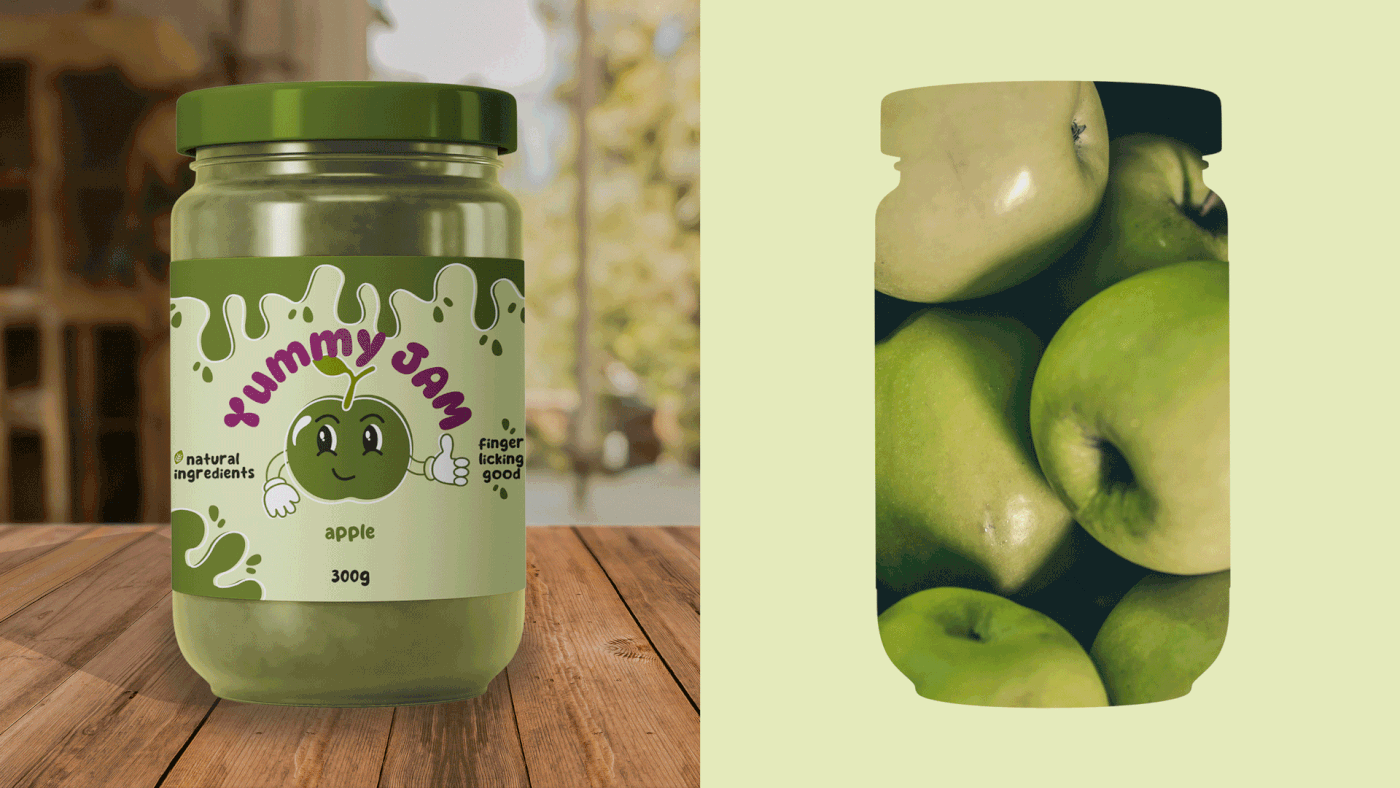 Yummy JAM
natural
ingredients
finger
licking
good
apple
300g